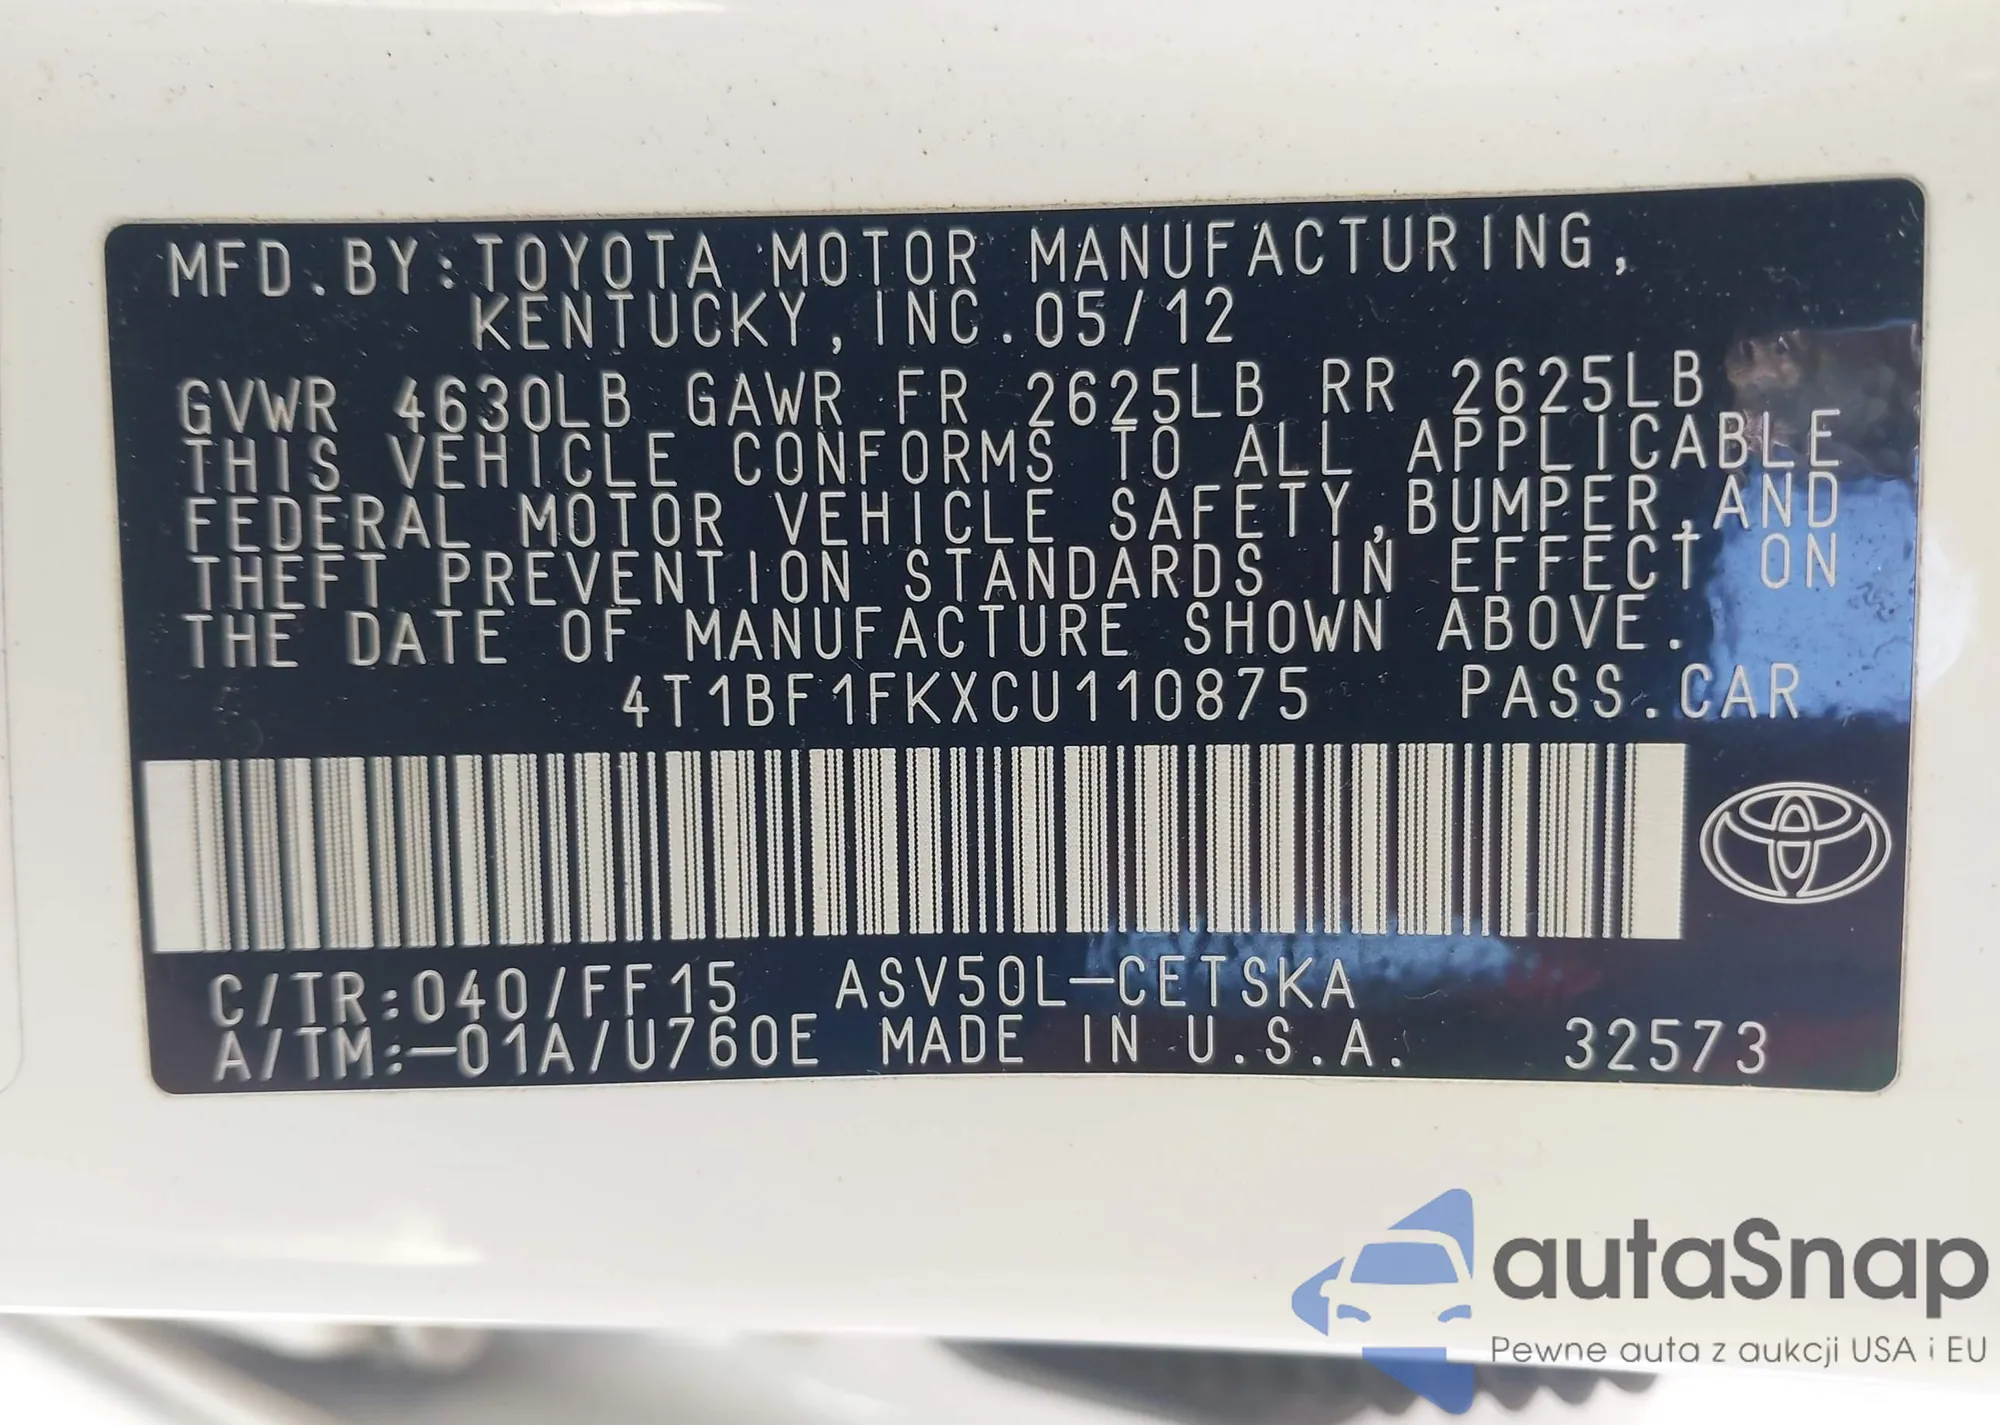 MFD.BY:TOYOTA MOTOR MANUFACTURING,
KENTUCKY,INC.05/12
GVWR 4630LB GAWR FR 2625LB RR 2625LB
THIS VEHICLE CONFORMS TO ALL APPLICABLE
FEDERAL MOTOR VEHICLE SAFETY,BUMPER,AND
THEFT PREVENTION STANDARDS IN EFFECT ON
THE DATE OF MANUFACTURE SHOWN ABOVE.
4T1BF1FKXCU110875 PASS.CAR
C/TR:040/FF15 ASV50L-CETSKA
A/TM:-01A/U760E MADE IN U.S.A. 32573
autaSnap
Pewne auta z aukcji USA i EU